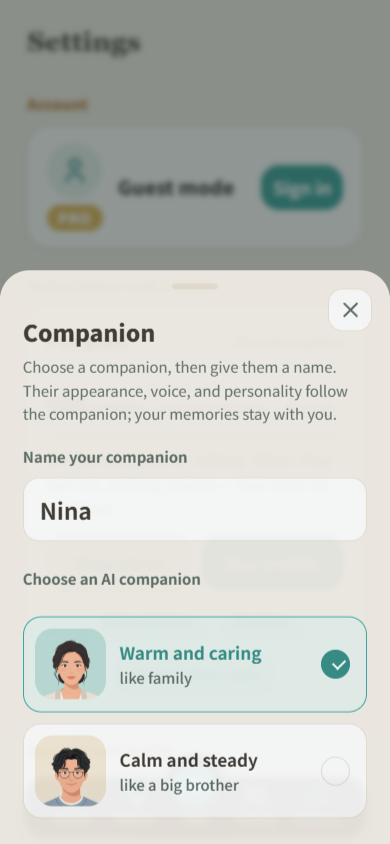 Settings
Account
Guest mode
Sign in
PRO
Companion
Choose a companion, then give them a name.
Their appearance, voice, and personality follow
the companion; your memories stay with you.
Name your companion
Nina
Choose an AI companion
Warm and caring
like family
Calm and steady
like a big brother